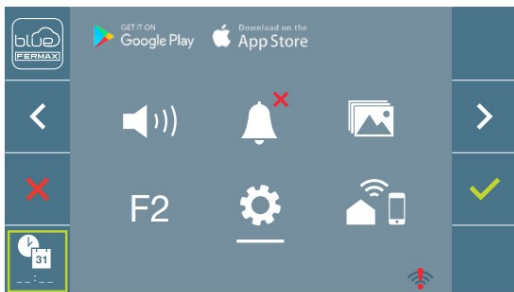 blue
FERMAX
GET IT ON
Google Play
Download on the
App Store
F2
31
--:--